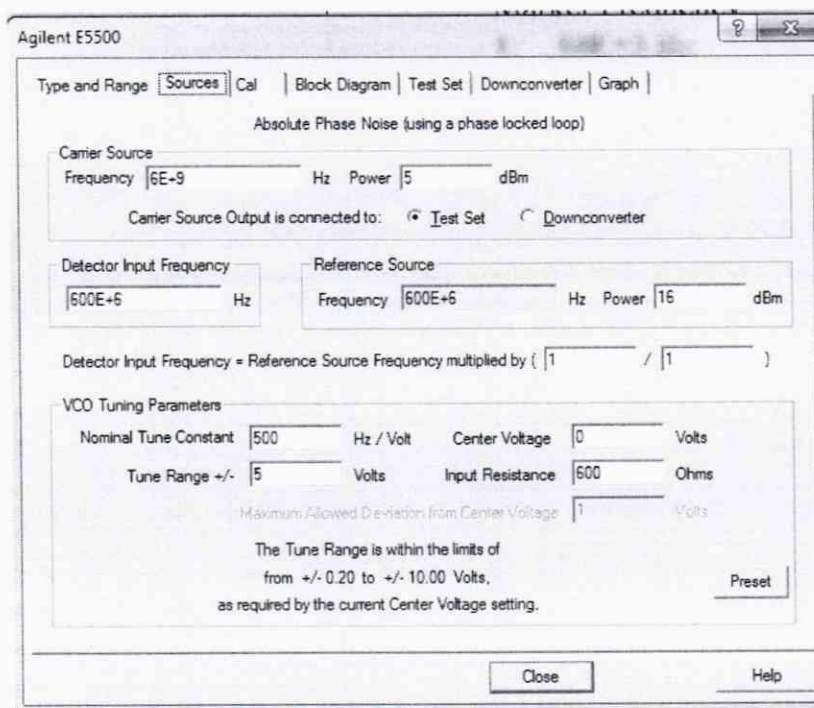 Agilent E5500
Type and Range Sources Cal Block Diagram Test Set Downconverter Graph
Absolute Phase Noise (using a phase locked loop)
Carrier Source
Frequency 6E+9 Hz Power 5 dBm
Carrier Source Output is connected to: Test Set Downconverter
Detector Input Frequency Reference Source
600E+6 Hz Frequency 600E+6 Hz Power 16 dBm
Detector Input Frequency = Reference Source Frequency multiplied by ( 1 / 1 )
VCO Tuning Parameters
Nominal Tune Constant 500 Hz / Volt Center Voltage 0 Volts
Tune Range +/- 5 Volts Input Resistance 600 Ohms
Maximum Allowed Deviation from Center Voltage 1 Volts
The Tune Range is within the limits of
from +/- 0.20 to +/- 10.00 Volts,
as required by the current Center Voltage setting.
Preset
Close Help